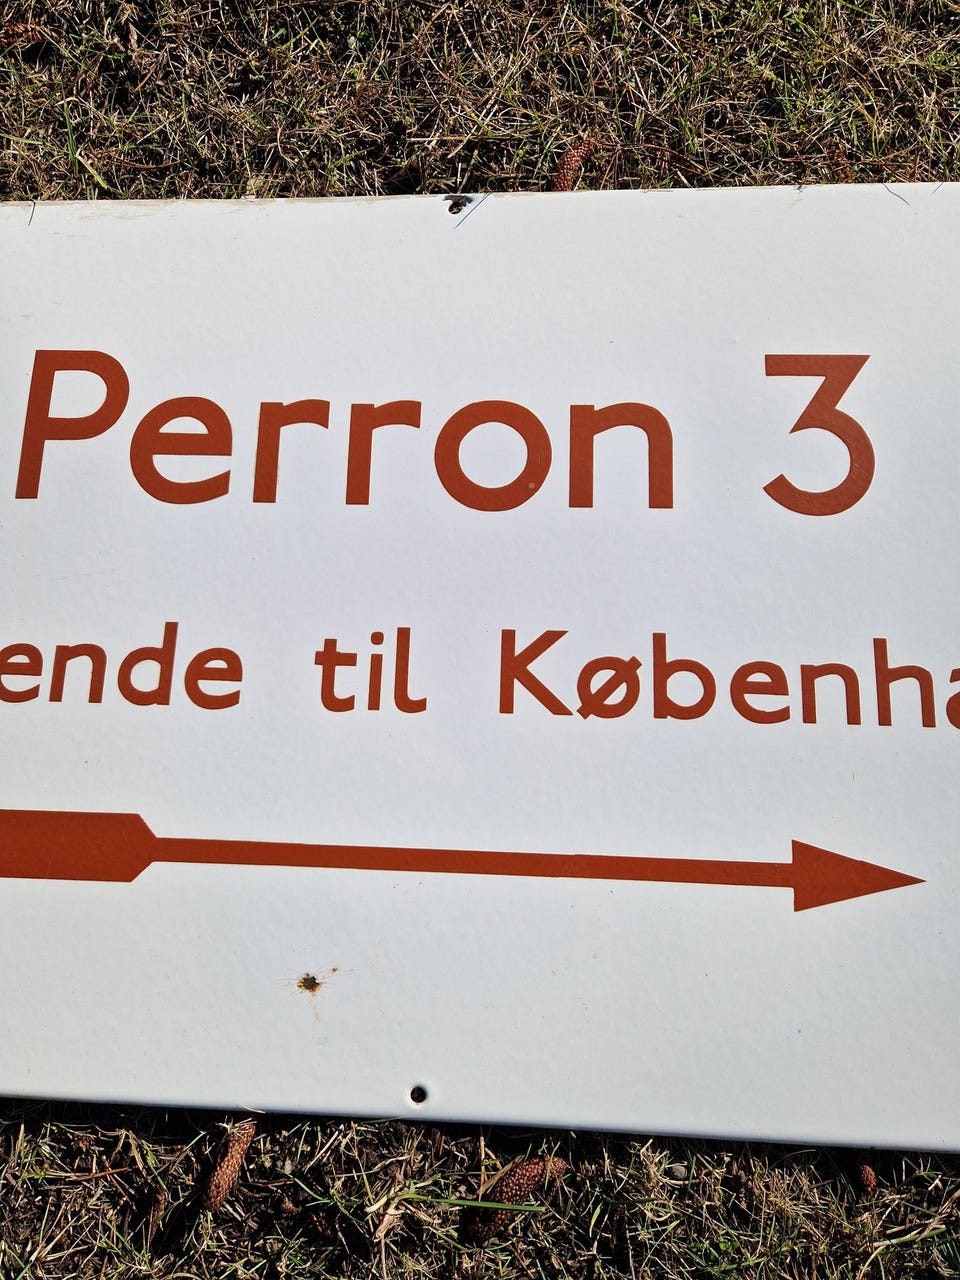 Perron 3
ende til Københa